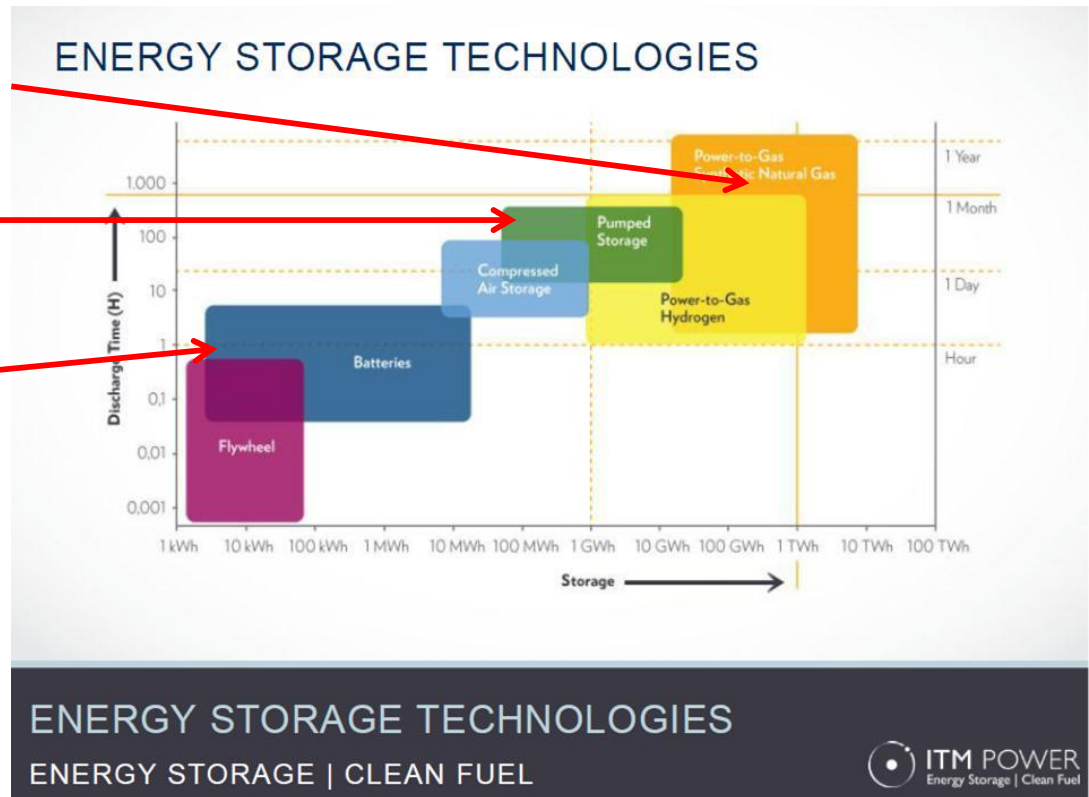 ENERGY STORAGE TECHNOLOGIES
Discharge Time (H)
1.000
100
10
1
0,1
0,01
0,001
Power-to-Gas
Synthetic Natural Gas
Pumped
Storage
Compressed
Air Storage
Power-to-Gas
Hydrogen
Batteries
Flywheel
1 Year
1 Month
1 Day
Hour
1 kWh 10 kWh 100 kWh 1 MWh 10 MWh 100 MWh 1 GWh 10 GWh 100 GWh 1 TWh 10 TWh 100 TWh
Storage
ENERGY STORAGE TECHNOLOGIES
ENERGY STORAGE | CLEAN FUEL
ITM POWER
Energy Storage | Clean Fuel